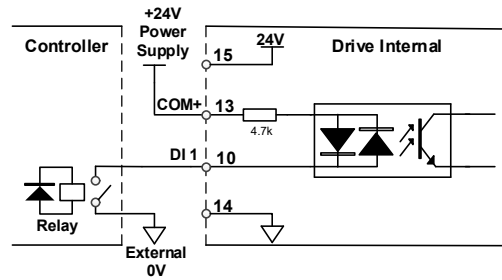 +24V
Power
Supply
Controller
24V
Drive Internal
15
COM+
13
4.7k
DI 1
10
14
Relay
External
0V